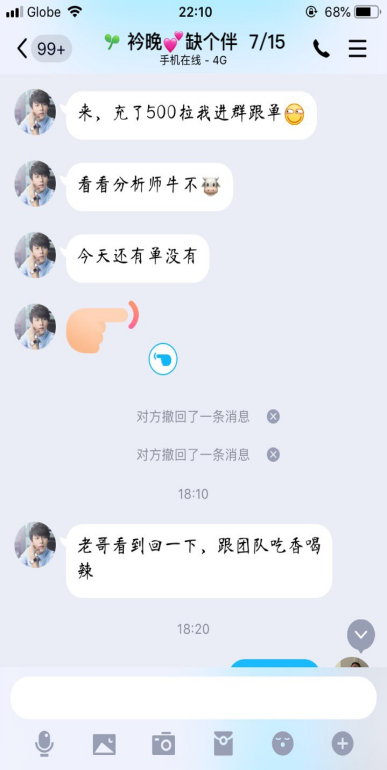 Globe
22:10
68%
99+
衿晚💕缺个伴 7/15
手机在线 - 4G
来，充了500拉我进群跟单
看看分析师牛不
今天还有单没有
对方撤回了一条消息
对方撤回了一条消息
18:10
老哥看到回一下，跟团队吃香喝
辣
18:20